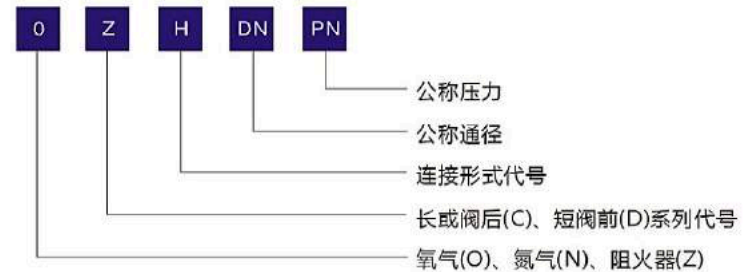 0 Z H DN PN
公称压力
公称通径
连接形式代号
长或阀后(C)、短阀前(D)系列代号
氧气(O)、氮气(N)、阻火器(Z)